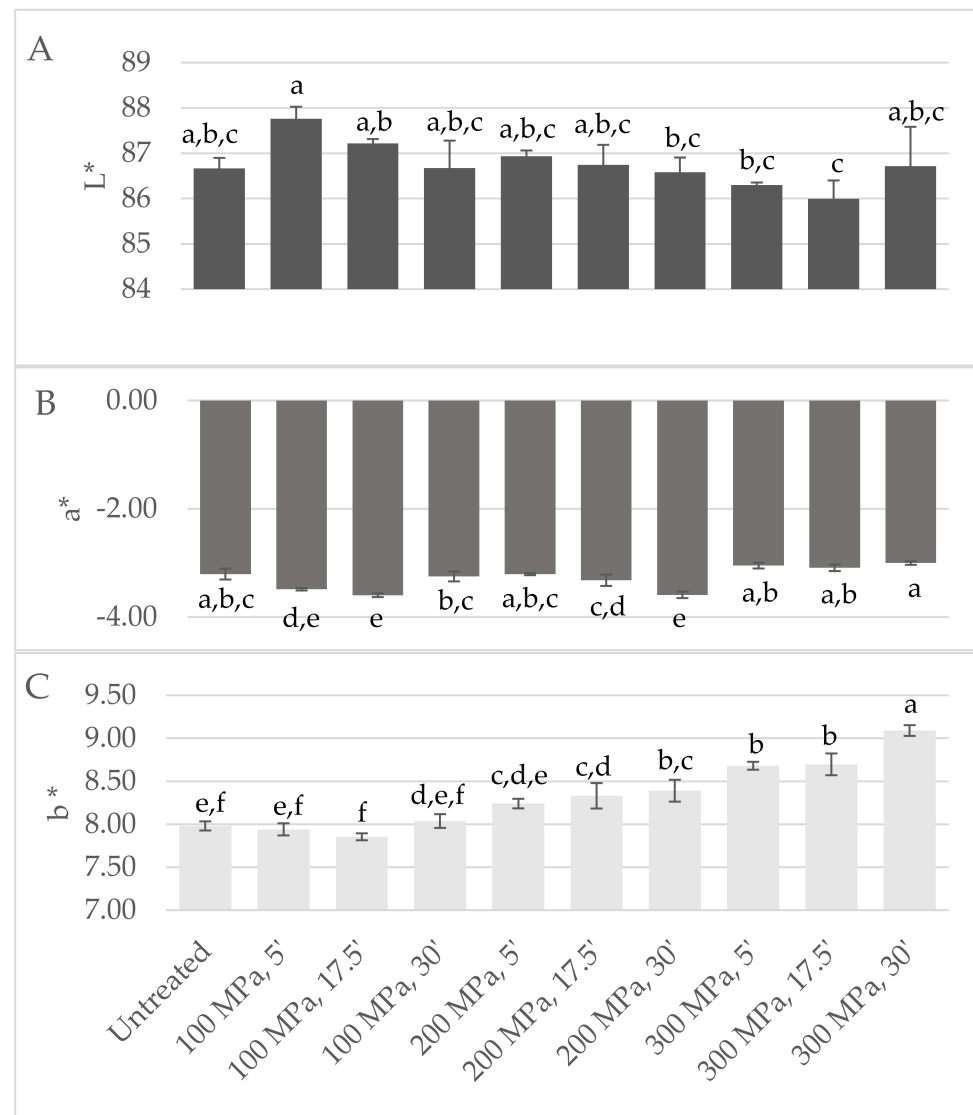 A
L*
89
88
87
86
85
84
a,b,c
a
a,b
a,b,c
a,b,c
a,b,c
b,c
b,c
c
a,b,c
B
a*
0.00
-2.00
-4.00
a,b,c
d,e
e
b,c
a,b,c
c,d
e
a,b
a,b
a
C
b *
9.50
9.00
8.50
8.00
7.50
7.00
e,f
e,f
f
d,e,f
c,d,e
c,d
b,c
b
b
a
Untreated
100 MPa, 5'
100 MPa, 17.5'
100 MPa, 30'
200 MPa, 5'
200 MPa, 17.5'
200 MPa, 30'
300 MPa, 5'
300 MPa, 17.5'
300 MPa, 30'